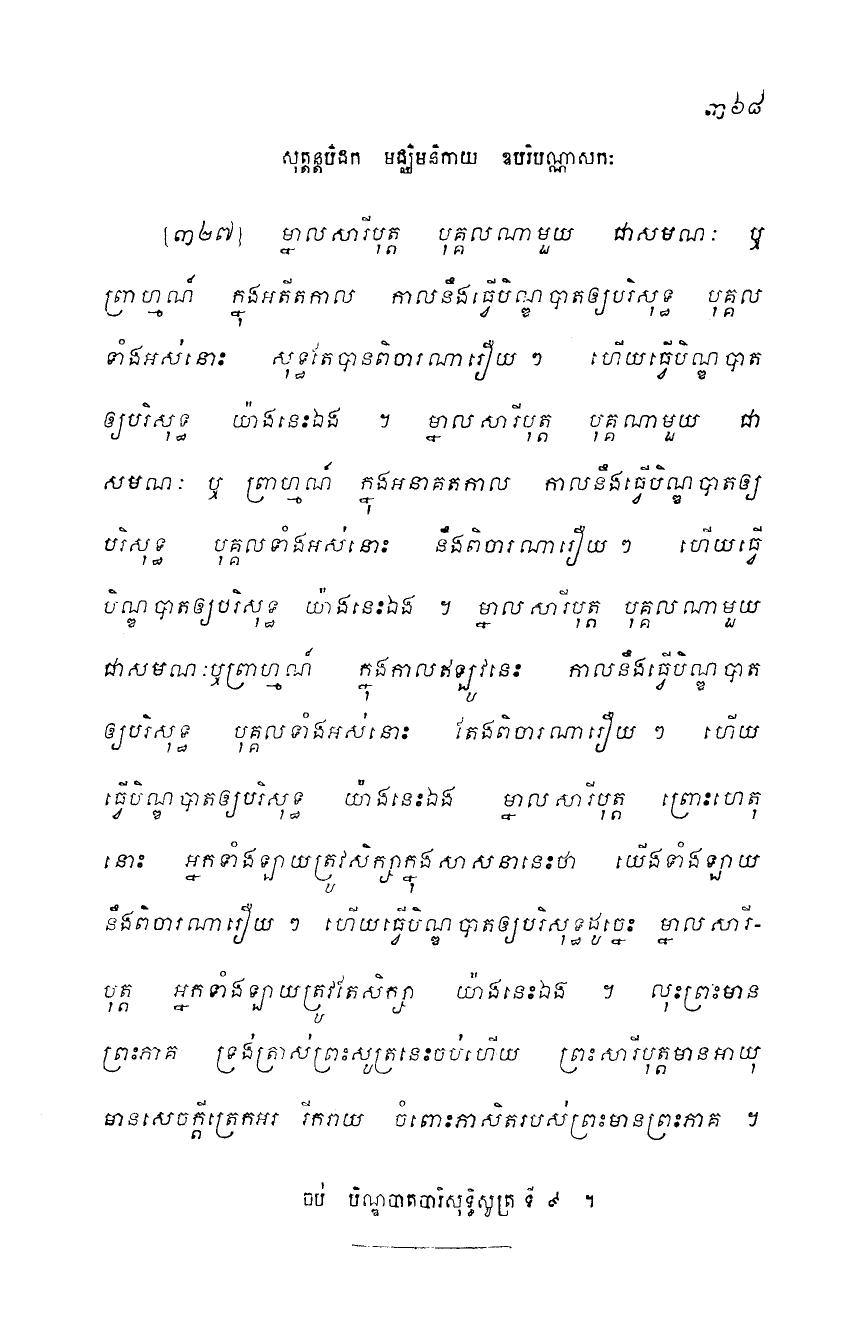 ៣៦៨
សុត្តន្តបិដក មជ្ឈិមនិកាយ ឧបរិបណ្ណាសកៈ
[៣២៧] ម្នាលសារីបុត្ត បុគ្គលណាមួយ ជាសមណៈ ឬ
ព្រាហ្មណ៍ ក្នុងអតីតកាល កាលនឹងធ្វើបិណ្ឌបាតឲ្យបរិសុទ្ធ បុគ្គល
ទាំងអស់នោះ សុទ្ធតែបានពិចារណារឿយ ៗ ហើយធ្វើបិណ្ឌបាត
ឲ្យបរិសុទ្ធ យ៉ាងនេះឯង ។ ម្នាលសារីបុត្ត បុគ្គណាមួយ ជា
សមណៈ ឬ ព្រាហ្មណ៍ ក្នុងអនាគតកាល កាលនឹងធ្វើបិណ្ឌបាតឲ្យ
បរិសុទ្ធ បុគ្គលទាំងអស់នោះ នឹងពិចារណារឿយ ៗ ហើយធ្វើ
បិណ្ឌបាតឲ្យបរិសុទ្ធ យ៉ាងនេះឯង ។ ម្នាលសារីបុត្ត បុគ្គលណាមួយ
ជាសមណៈឬព្រាហ្មណ៍ ក្នុងកាលឥឡូវនេះ កាលនឹងធ្វើបិណ្ឌបាត
ឲ្យបរិសុទ្ធ បុគ្គលទាំងអស់នោះ តែងពិចារណារឿយ ៗ ហើយ
ធ្វើបិណ្ឌបាតឲ្យបរិសុទ្ធ យ៉ាងនេះឯង ម្នាលសារីបុត្ត ព្រោះហេតុ
នោះ អ្នកទាំងឡាយត្រូវសិក្សាក្នុងសាសនានេះថា យើងទាំងឡាយ
នឹងពិចារណារឿយ ៗ ហើយធ្វើបិណ្ឌបាតឲ្យបរិសុទ្ធដូច្នេះ ម្នាលសារី-
បុត្ត អ្នកទាំងឡាយត្រូវតែសិក្សា យ៉ាងនេះឯង ។ លុះព្រះមាន
ព្រះភាគ ទ្រង់ត្រាស់ព្រះសូត្រនេះចប់ហើយ ព្រះសារីបុត្តមានអាយុ
មានសេចក្តីត្រេកអរ រីករាយ ចំពោះភាសិតរបស់ព្រះមានព្រះភាគ ។
ចប់ បិណ្ឌបាតបារិសុទ្ធិសូត្រ ទី ៩ ។